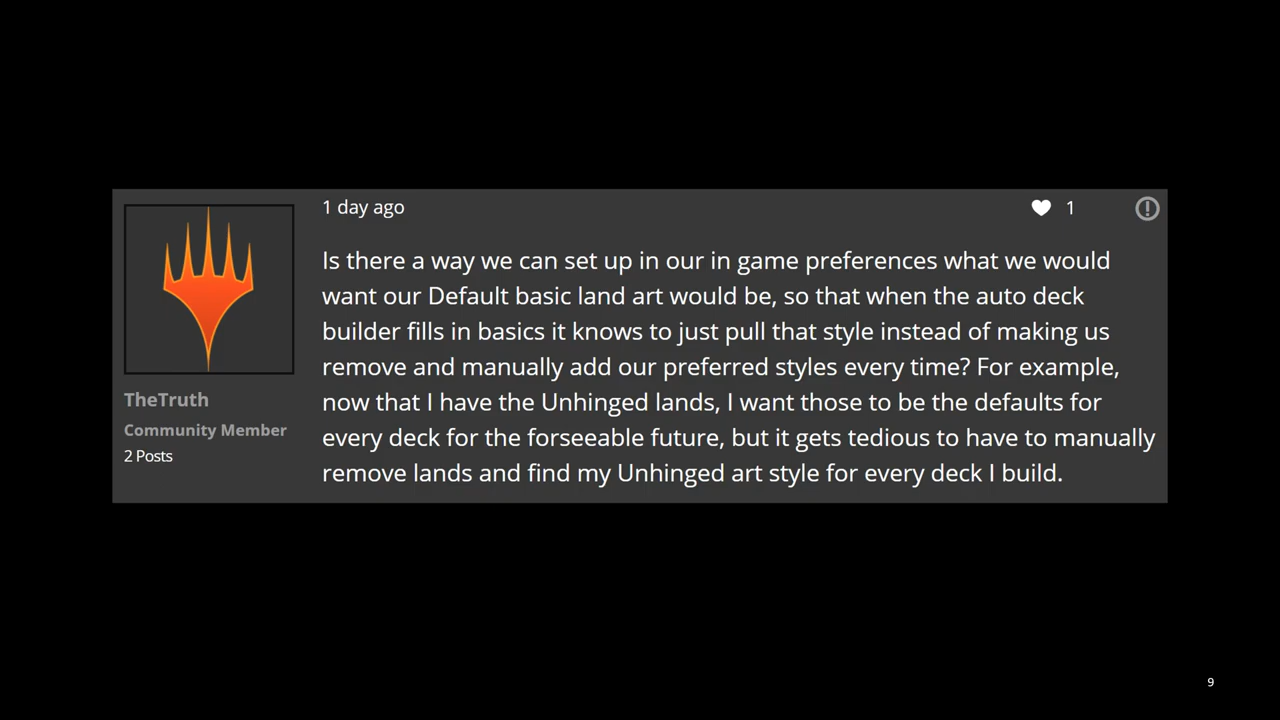 1 day ago
1
Is there a way we can set up in our in game preferences what we would
want our Default basic land art would be, so that when the auto deck
builder fills in basics it knows to just pull that style instead of making us
remove and manually add our preferred styles every time? For example,
now that I have the Unhinged lands, I want those to be the defaults for
every deck for the forseeable future, but it gets tedious to have to manually
remove lands and find my Unhinged art style for every deck I build.
TheTruth
Community Member
2 Posts
9